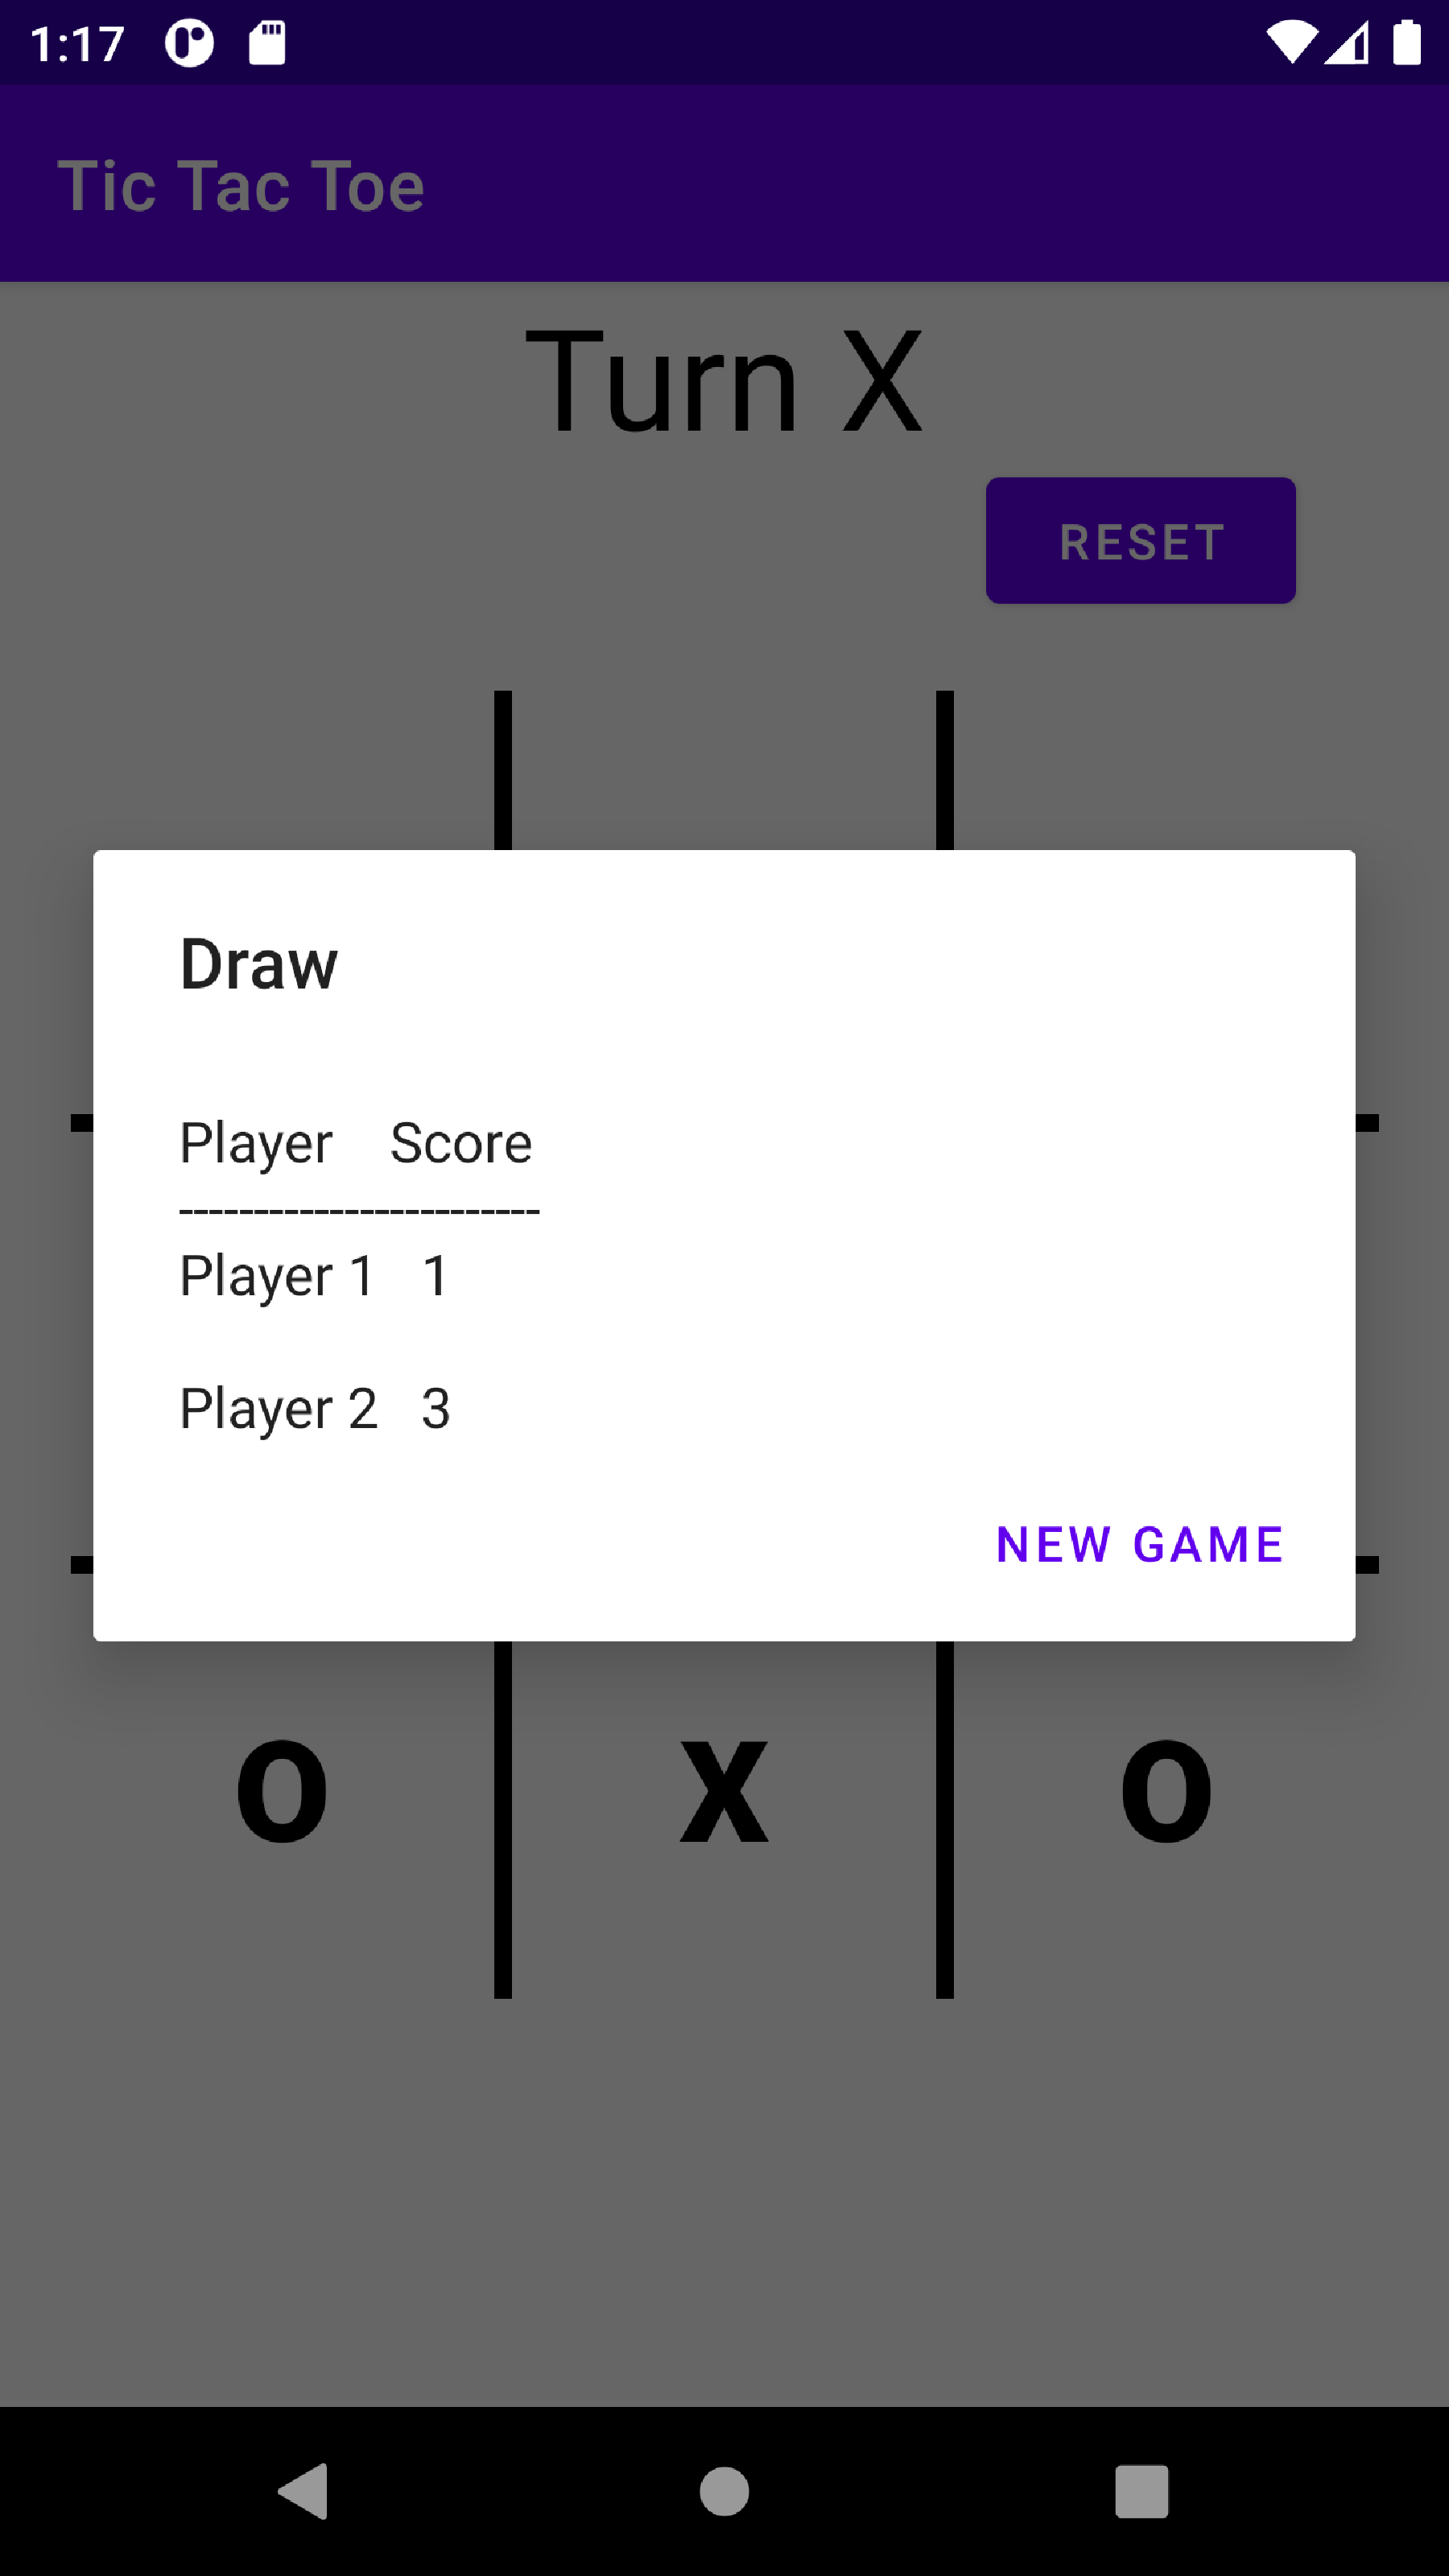 1:17
Tic Tac Toe
Turn X
RESET
Draw
Player Score
------------------------
Player 1 1
Player 2 3
NEW GAME
O X O